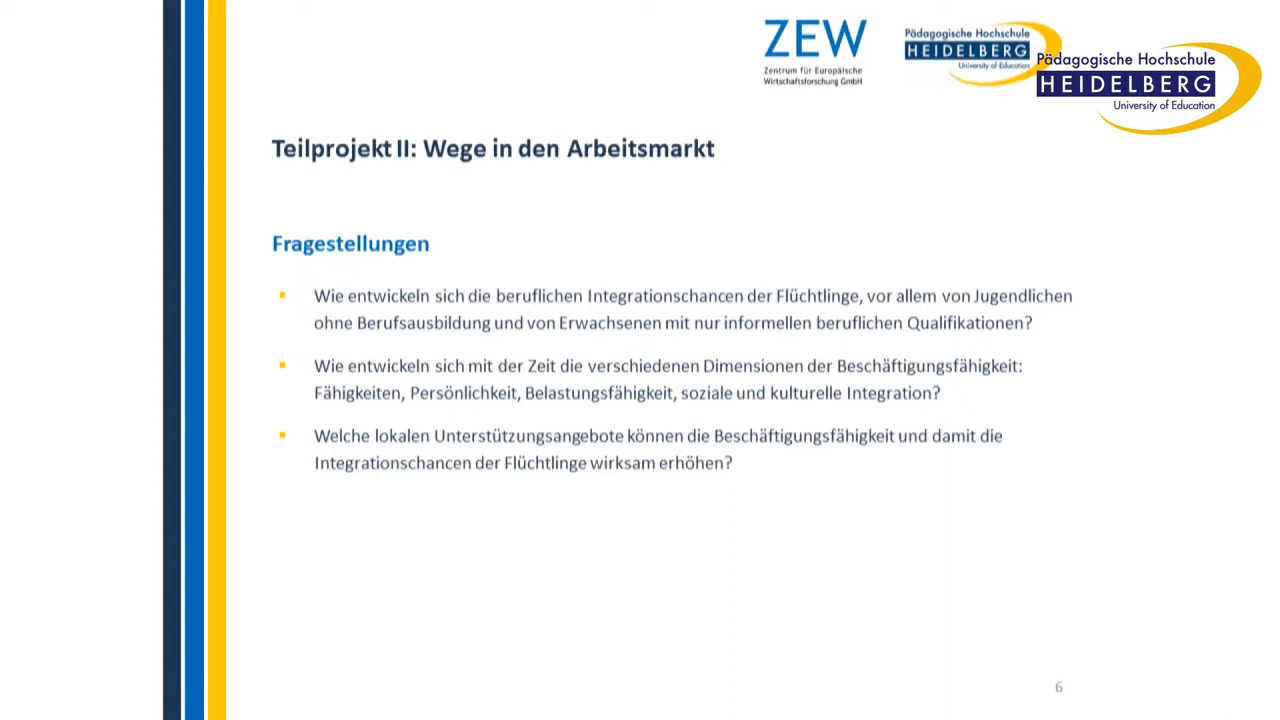 ZEW
Zentrum für Europäische
Wirtschaftsforschung GmbH
Pädagogische Hochschule
HEIDELBERG
University of Education
Pädagogische Hochschule
HEIDELBERG
University of Education
Teilprojekt II: Wege in den Arbeitsmarkt
Fragestellungen
▪ Wie entwickeln sich die beruflichen Integrationschancen der Flüchtlinge, vor allem von Jugendlichen
ohne Berufsausbildung und von Erwachsenen mit nur informellen beruflichen Qualifikationen?
▪ Wie entwickeln sich mit der Zeit die verschiedenen Dimensionen der Beschäftigungsfähigkeit:
Fähigkeiten, Persönlichkeit, Belastungsfähigkeit, soziale und kulturelle Integration?
▪ Welche lokalen Unterstützungsangebote können die Beschäftigungsfähigkeit und damit die
Integrationschancen der Flüchtlinge wirksam erhöhen?
6